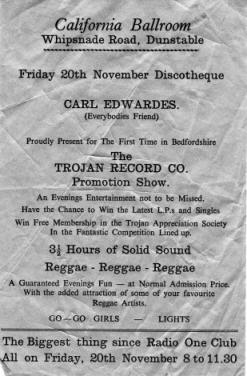 California Ballroom
Whipsnade Road, Dunstable
Friday 20th November Discotheque
CARL EDWARDES.
(Everybodies Friend)
Proudly Present for The First Time in Bedfordshire
The
TROJAN RECORD CO.
Promotion Show.
An Evenings Entertainment not to be Missed.
Have the Chance to Win the Latest L.P.s and Singles
Win Free Membership in the Trojan Appreciation Society
In the Fantastic Competition Lined up.
3½ Hours of Solid Sound
Reggae - Reggae - Reggae
A Guaranteed Evenings Fun — at Normal Admission Price.
With the added attraction of some of your favourite
Reggae Artists.
GO—GO GIRLS — LIGHTS
The Biggest thing since Radio One Club
All on Friday, 20th November 8 to 11.30